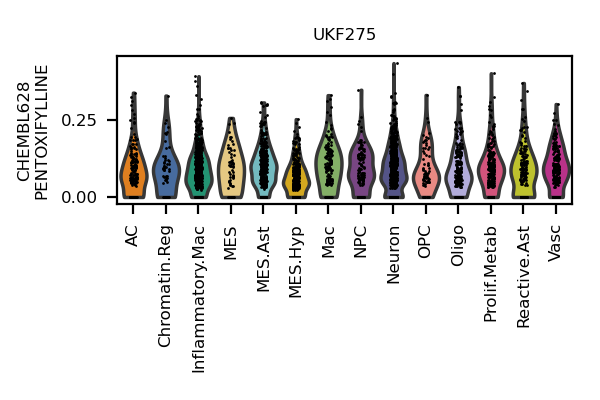 UKF275
CHEMBL628
PENTOXIFYLLINE
0.25
0.00
AC
Chromatin.Reg
Inflammatory.Mac
MES
MES.Ast
MES.Hyp
Mac
NPC
Neuron
OPC
Oligo
Prolif.Metab
Reactive.Ast
Vasc